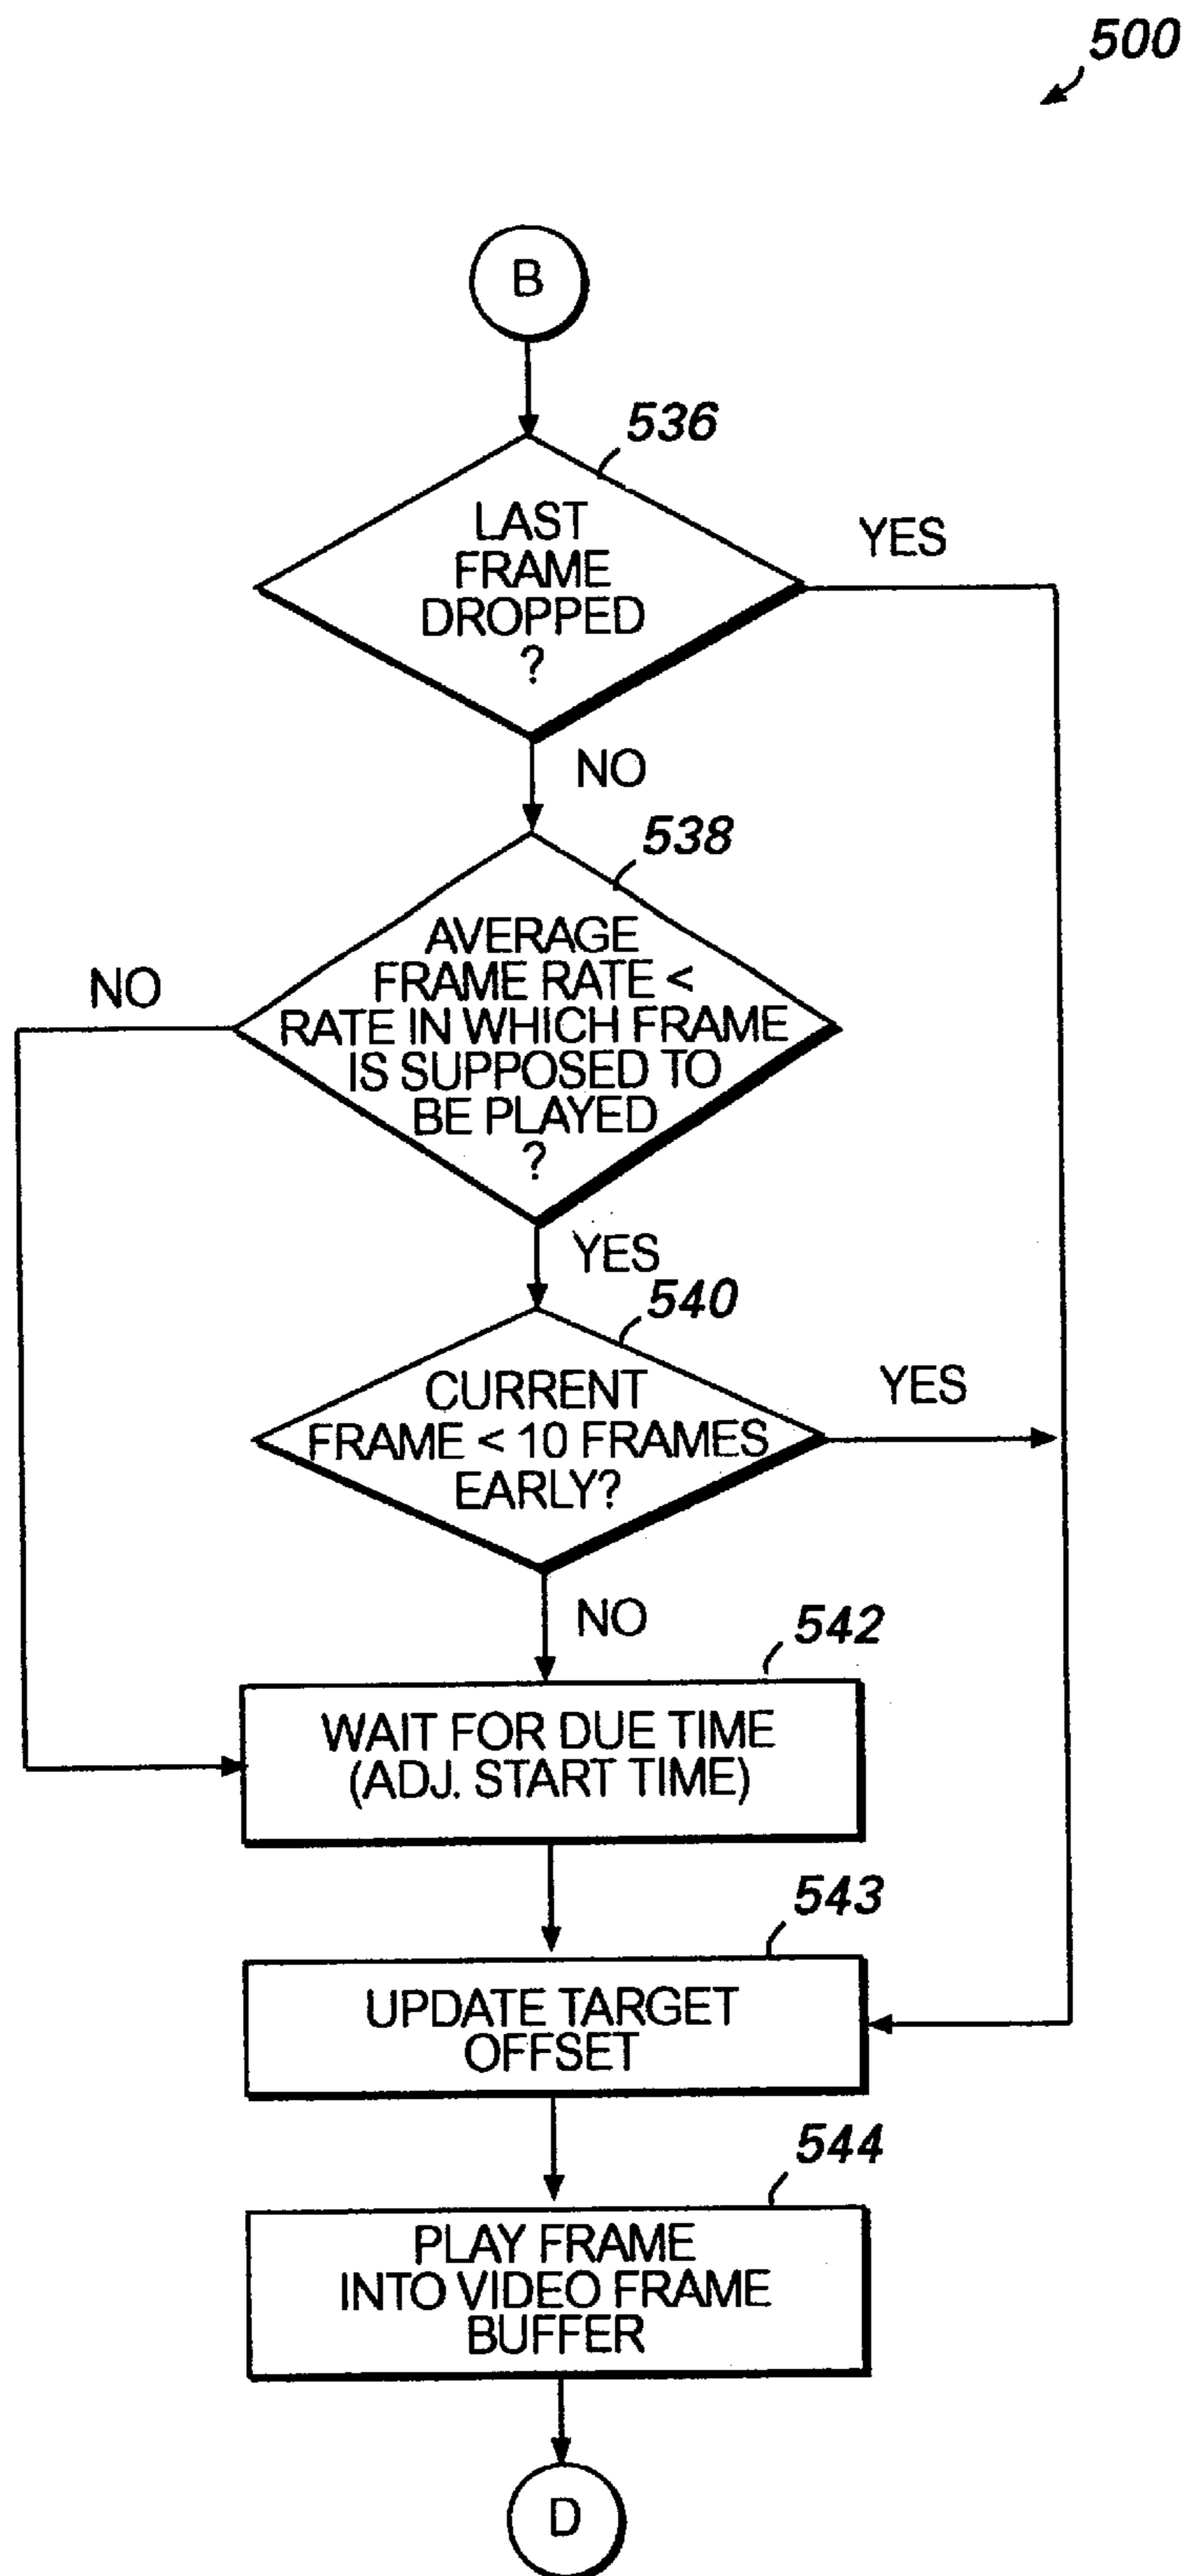 500
B
536
LAST
FRAME
DROPPED
?
YES
NO
538
AVERAGE
FRAME RATE <
RATE IN WHICH FRAME
IS SUPPOSED TO
BE PLAYED
?
NO
YES
540
CURRENT
FRAME < 10 FRAMES
EARLY?
YES
NO
542
WAIT FOR DUE TIME
(ADJ. START TIME)
543
UPDATE TARGET
OFFSET
544
PLAY FRAME
INTO VIDEO FRAME
BUFFER
D